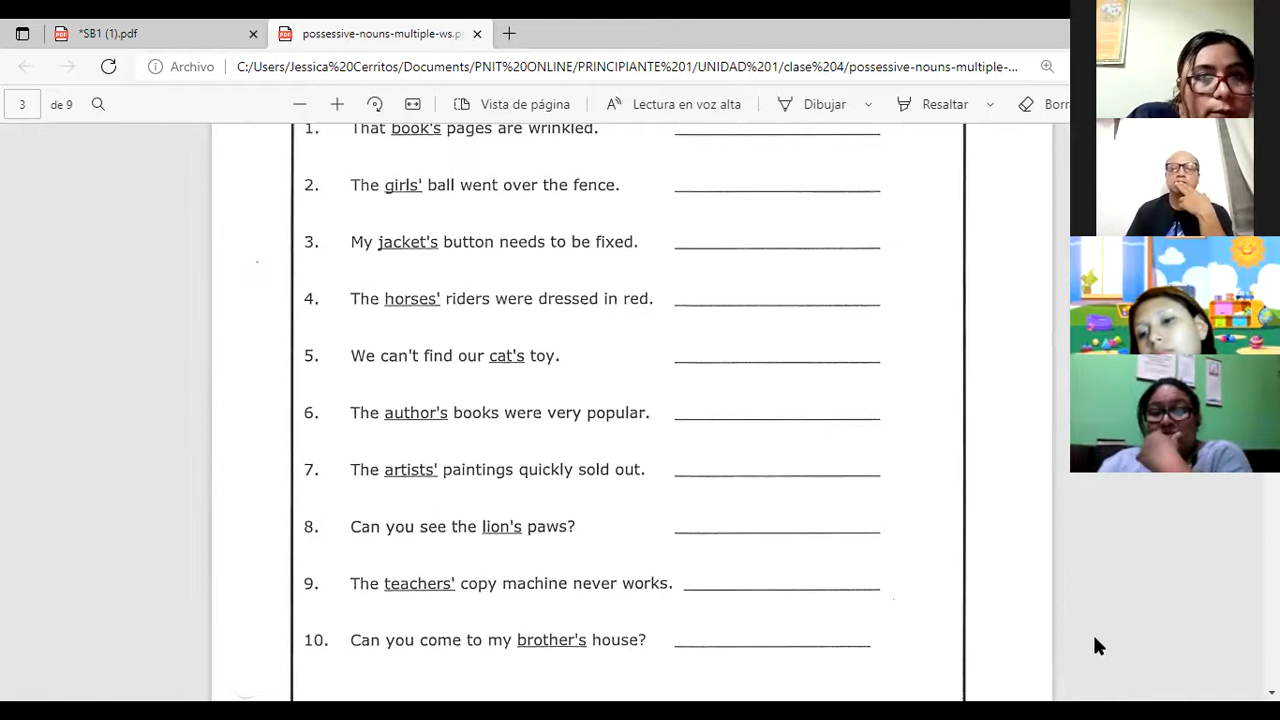 *SB1 (1).pdf
possessive-nouns-multiple-ws.p
Archivo
C:/Users/Jessica%20Cerritos/Documents/PNIT%20ONLINE/PRINCIPIANTE%201/UNIDAD%201/clase%204/possessive-nouns-multiple-...
3 de 9
Vista de página
Lectura en voz alta
Dibujar
Resaltar
Borr
1. That book's pages are wrinkled.
2. The girls' ball went over the fence.
3. My jacket's button needs to be fixed.
4. The horses' riders were dressed in red.
5. We can't find our cat's toy.
6. The author's books were very popular.
7. The artists' paintings quickly sold out.
8. Can you see the lion's paws?
9. The teachers' copy machine never works.
10. Can you come to my brother's house?